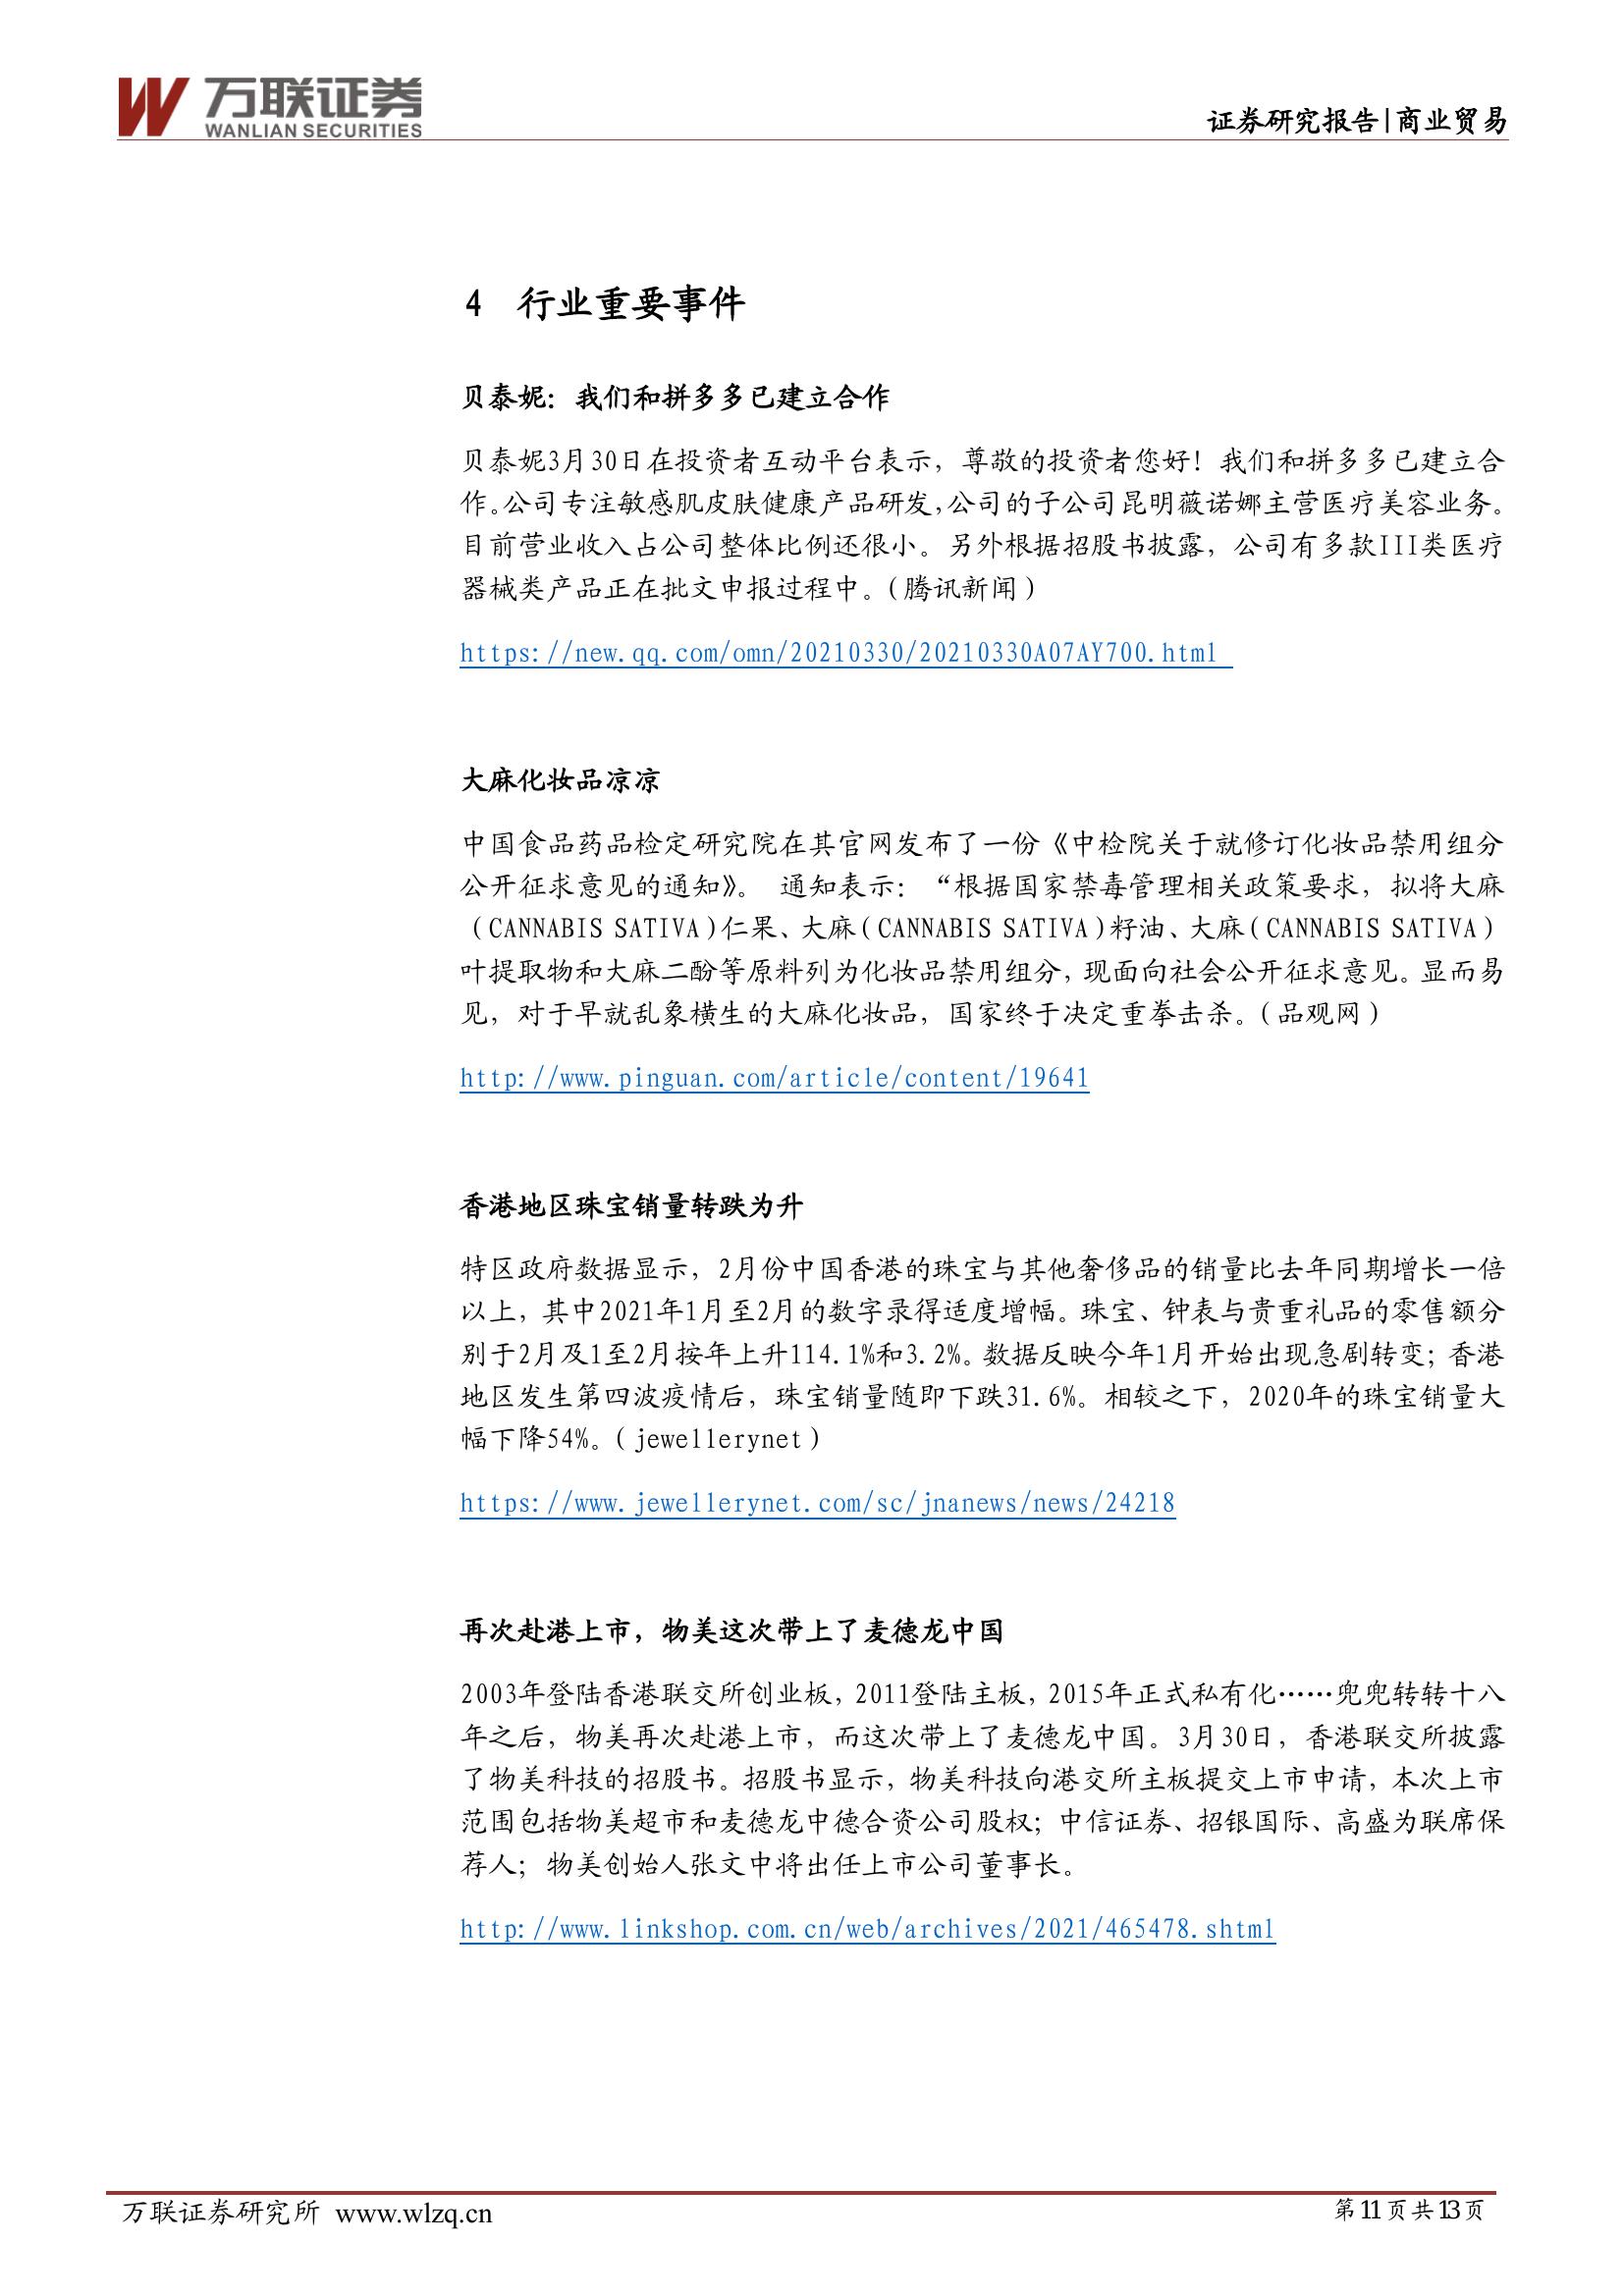 万联证券
WANLIAN SECURITIES
证券研究报告|商业贸易
4 行业重要事件
贝泰妮：我们和拼多多已建立合作
贝泰妮3月30日在投资者互动平台表示，尊敬的投资者您好！我们和拼多多已建立合
作。公司专注敏感肌皮肤健康产品研发，公司的子公司昆明薇诺娜主营医疗美容业务。
目前营业收入占公司整体比例还很小。另外根据招股书披露，公司有多款III类医疗
器械类产品正在批文申报过程中。（腾讯新闻）
https://new.qq.com/omn/20210330/20210330A07AY700.html
大麻化妆品凉凉
中国食品药品检定研究院在其官网发布了一份《中检院关于就修订化妆品禁用组分
公开征求意见的通知》。 通知表示：“根据国家禁毒管理相关政策要求，拟将大麻
（CANNABIS SATIVA）仁果、大麻（CANNABIS SATIVA）籽油、大麻（CANNABIS SATIVA）
叶提取物和大麻二酚等原料列为化妆品禁用组分，现面向社会公开征求意见。显而易
见，对于早就乱象横生的大麻化妆品，国家终于决定重拳击杀。（品观网）
http://www.pinguan.com/article/content/19641
香港地区珠宝销量转跌为升
特区政府数据显示，2月份中国香港的珠宝与其他奢侈品的销量比去年同期增长一倍
以上，其中2021年1月至2月的数字录得适度增幅。珠宝、钟表与贵重礼品的零售额分
别于2月及1至2月按年上升114.1%和3.2%。数据反映今年1月开始出现急剧转变；香港
地区发生第四波疫情后，珠宝销量随即下跌31.6%。相较之下，2020年的珠宝销量大
幅下降54%。（jewellerynet）
https://www.jewellerynet.com/sc/jnanews/news/24218
再次赴港上市，物美这次带上了麦德龙中国
2003年登陆香港联交所创业板，2011登陆主板，2015年正式私有化……兜兜转转十八
年之后，物美再次赴港上市，而这次带上了麦德龙中国。3月30日，香港联交所披露
了物美科技的招股书。招股书显示，物美科技向港交所主板提交上市申请，本次上市
范围包括物美超市和麦德龙中德合资公司股权；中信证券、招银国际、高盛为联席保
荐人；物美创始人张文中将出任上市公司董事长。
http://www.linkshop.com.cn/web/archives/2021/465478.shtml
万联证券研究所 www.wlzq.cn
第11页共13页